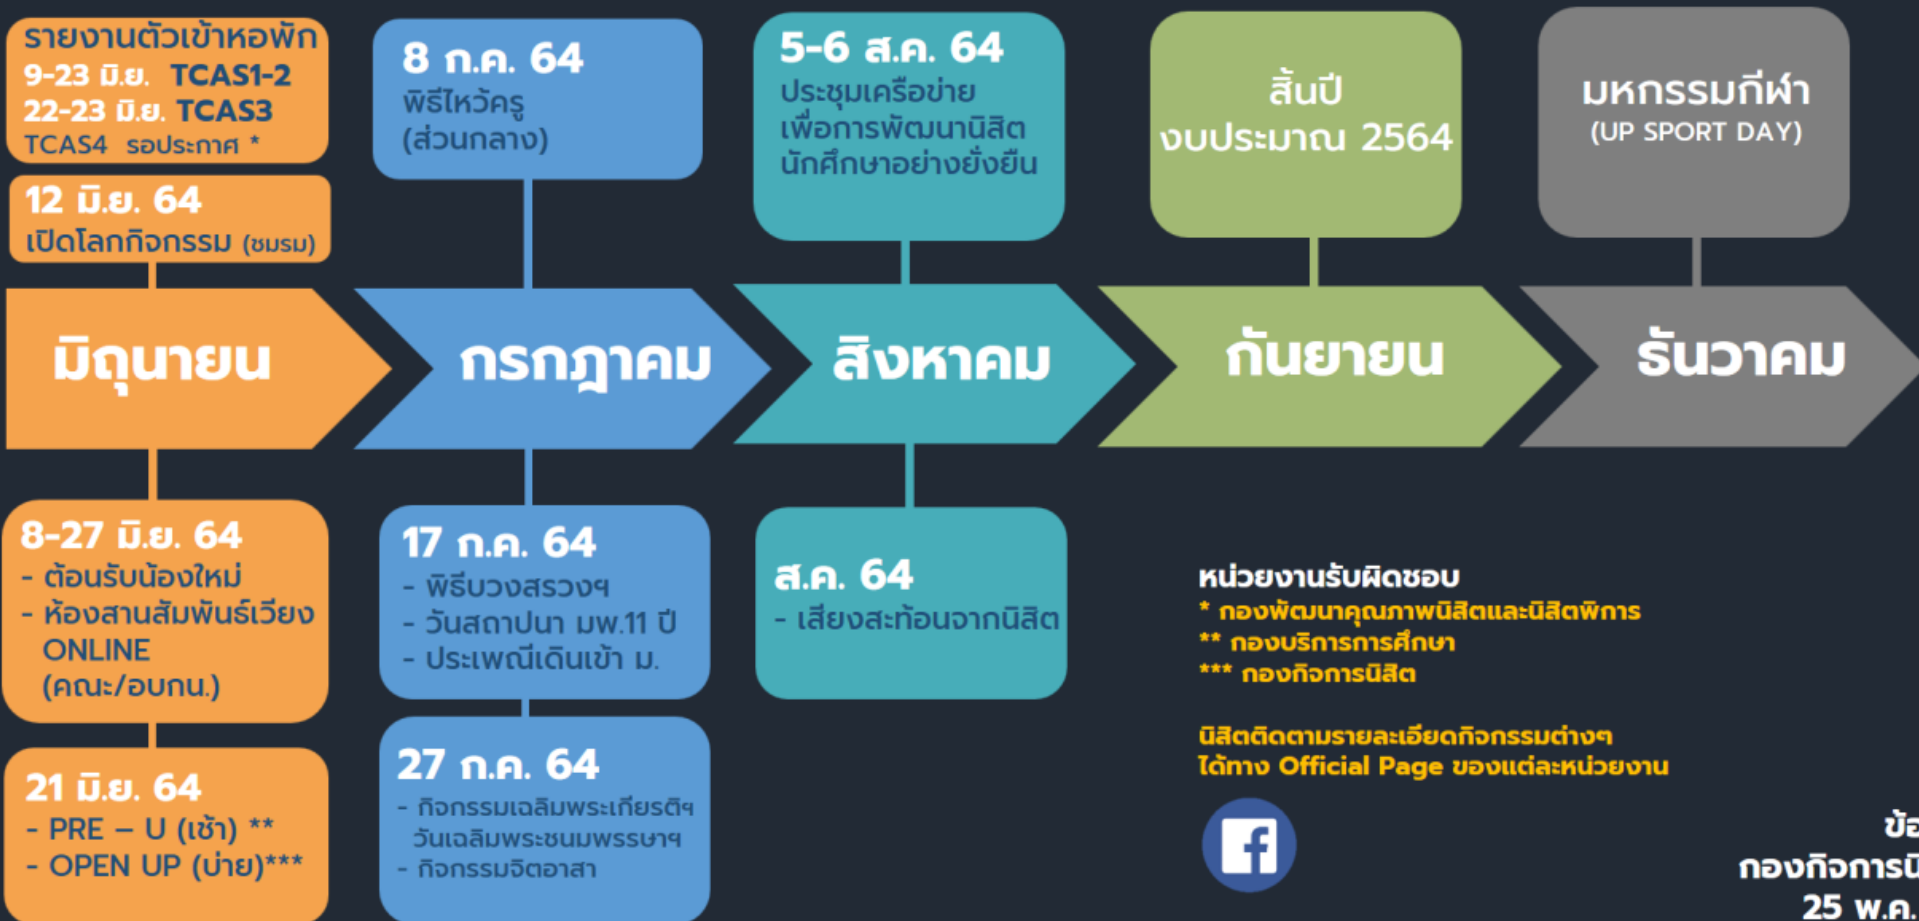 รายงานตัวเข้าหอพัก
9-23 มิ.ย. TCAS1-2
22-23 มิ.ย. TCAS3
TCAS4 รอประกาศ *
12 มิ.ย. 64
เปิดโลกกิจกรรม (ชมรม)
8 ก.ค. 64
พิธีไหว้ครู
(ส่วนกลาง)
5-6 ส.ค. 64
ประชุมเครือข่าย
เพื่อการพัฒนานิสิต
นักศึกษาอย่างยั่งยืน
สิ้นปี
งบประมาณ 2564
มหกรรมกีฬา
(UP SPORT DAY)
มิถุนายน
กรกฎาคม
สิงหาคม
กันยายน
ธันวาคม
8-27 มิ.ย. 64
- ต้อนรับน้องใหม่
- ห้องสานสัมพันธ์เวียง
ONLINE
(คณะ/อบกน.)
21 มิ.ย. 64
- PRE – U (เช้า) **
- OPEN UP (บ่าย)***
17 ก.ค. 64
- พิธีบวงสรวงฯ
- วันสถาปนา มพ.11 ปี
- ประเพณีเดินเข้า ม.
27 ก.ค. 64
- กิจกรรมเฉลิมพระเกียรติฯ
วันเฉลิมพระชนมพรรษาฯ
- กิจกรรมจิตอาสา
ส.ค. 64
- เสียงสะท้อนจากนิสิต
หน่วยงานรับผิดชอบ
* กองพัฒนาคุณภาพนิสิตและนิสิตพิการ
** กองบริการการศึกษา
*** กองกิจการนิสิต
นิสิตติดตามรายละเอียดกิจกรรมต่างๆ
ได้ทาง Official Page ของแต่ละหน่วยงาน
ข้อ
กองกิจการนิ
25 พ.ค.